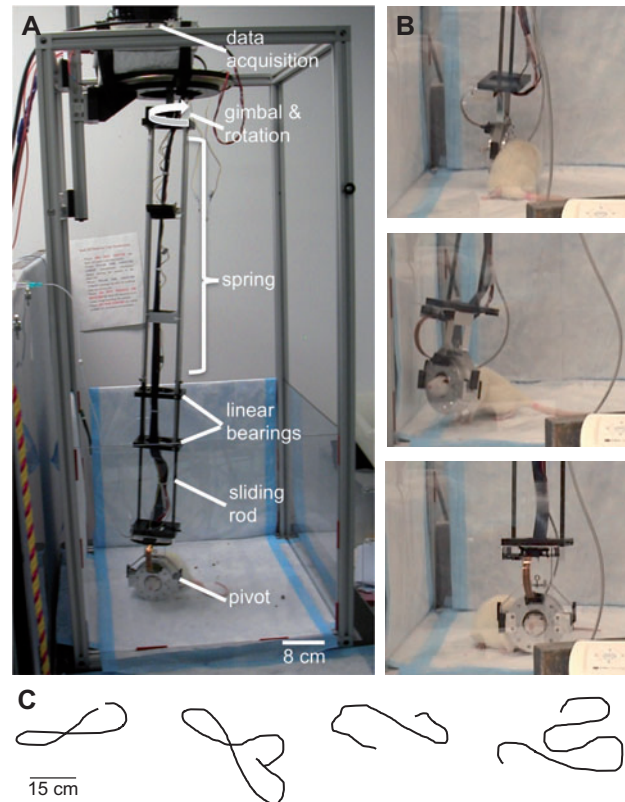 A
data
acquisition
gimbal &
rotation
spring
linear
bearings
sliding
rod
pivot
8 cm
B
C
15 cm